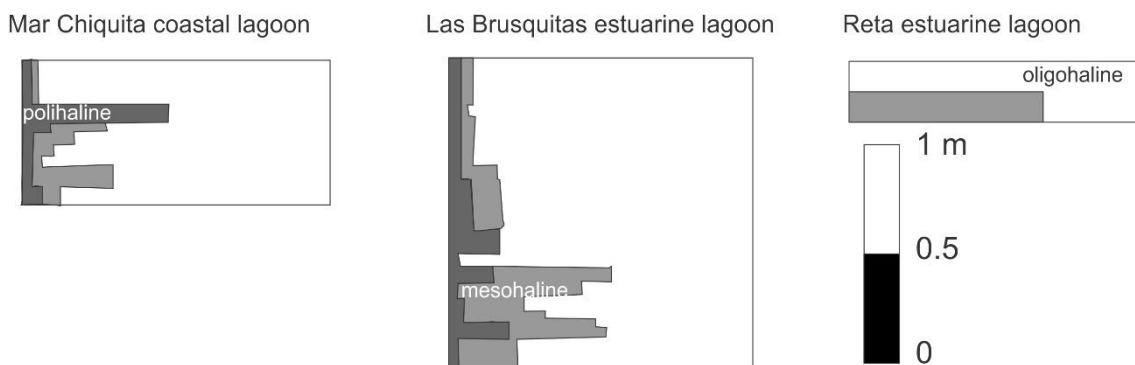 Mar Chiquita coastal lagoon
Las Brusquitas estuarine lagoon
Reta estuarine lagoon
polihaline
mesohaline
oligohaline
1 m
0.5
0